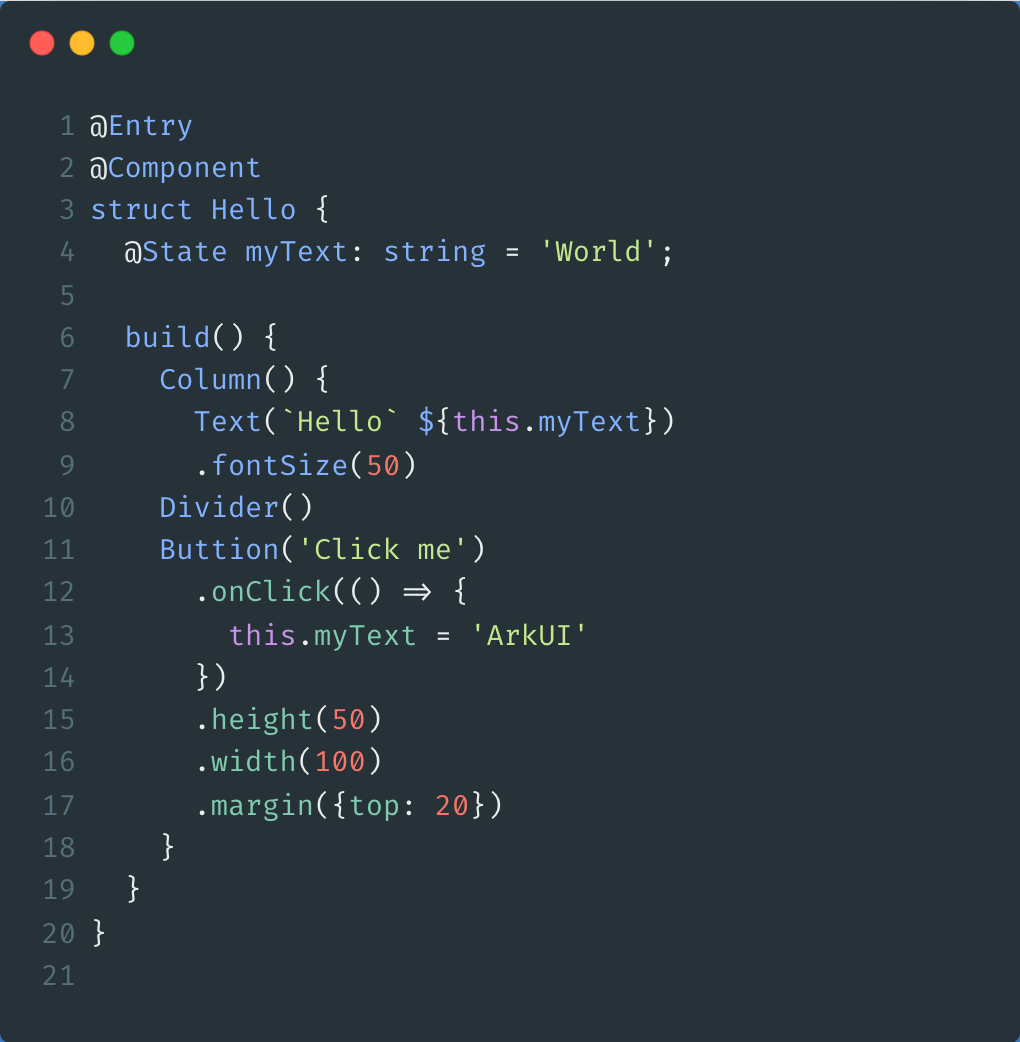 1 @Entry
2 @Component
3 struct Hello {
4   @State myText: string = 'World';
5
6   build() {
7     Column() {
8       Text(`Hello` ${this.myText})
9       .fontSize(50)
10     Divider()
11     Buttion('Click me')
12       .onClick(() => {
13         this.myText = 'ArkUI'
14       })
15       .height(50)
16       .width(100)
17       .margin({top: 20})
18     }
19   }
20 }
21